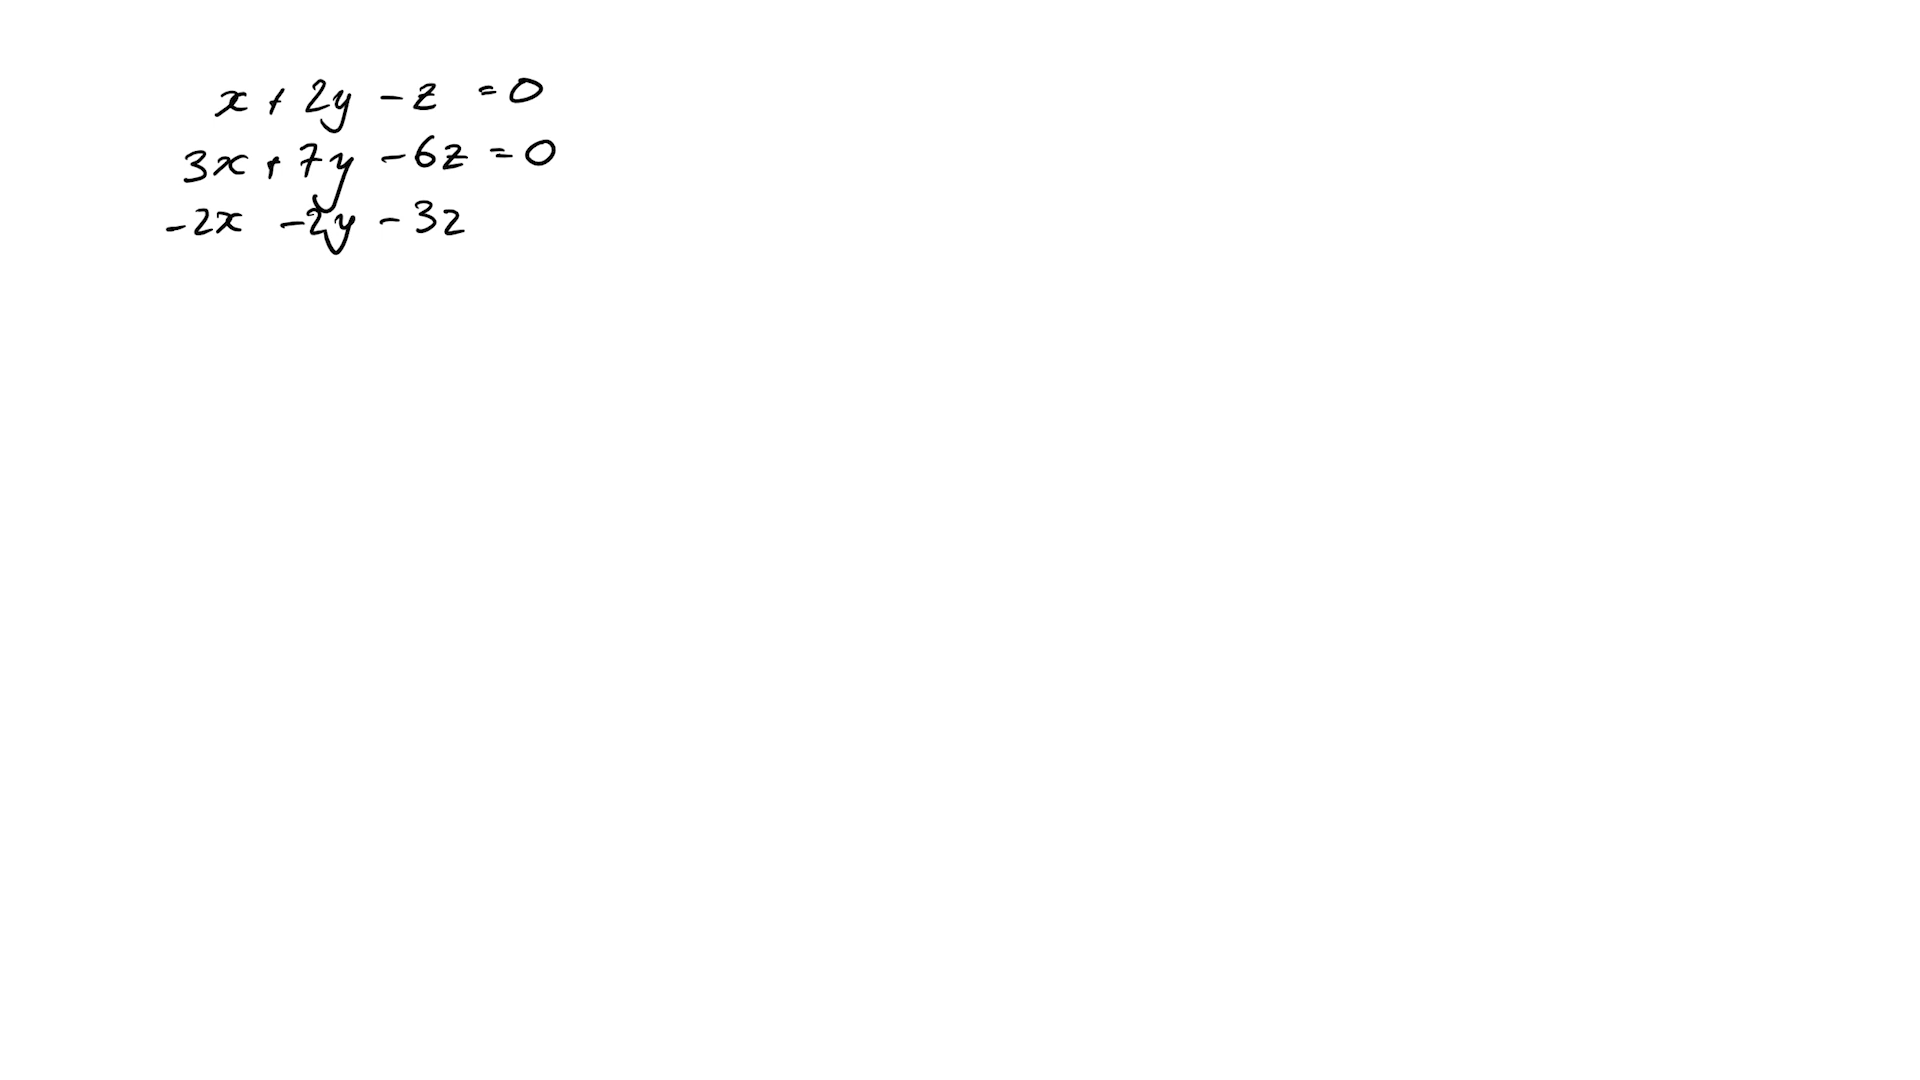 x + 2y - z = 0
3x + 7y - 6z = 0
-2x - 2y - 3z